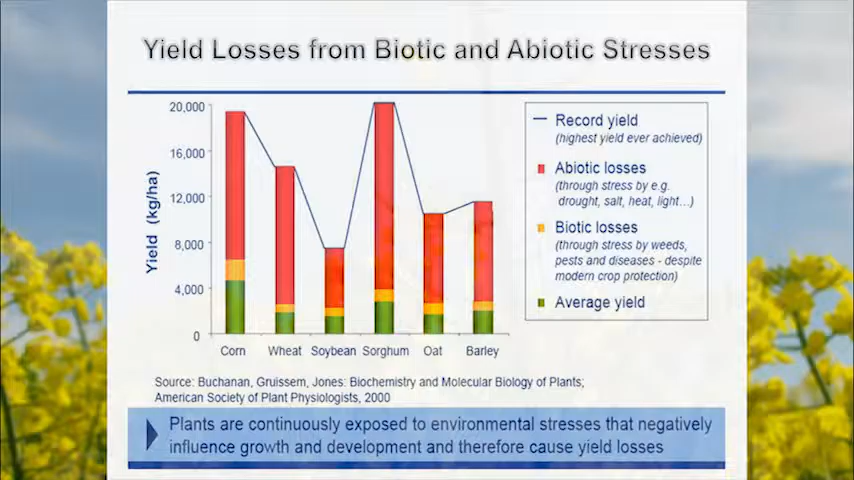 Yield Losses from Biotic and Abiotic Stresses
20,000
16,000
12,000
8,000
4,000
0
Yield (kg/ha)
Corn Wheat Soybean Sorghum Oat Barley
Record yield
(highest yield ever achieved)
Abiotic losses
(through stress by e.g.
drought, salt, heat, light…)
Biotic losses
(through stress by weeds,
pests and diseases - despite
modern crop protection)
Average yield
Source: Buchanan, Gruissem, Jones: Biochemistry and Molecular Biology of Plants;
American Society of Plant Physiologists, 2000
Plants are continuously exposed to environmental stresses that negatively
influence growth and development and therefore cause yield losses